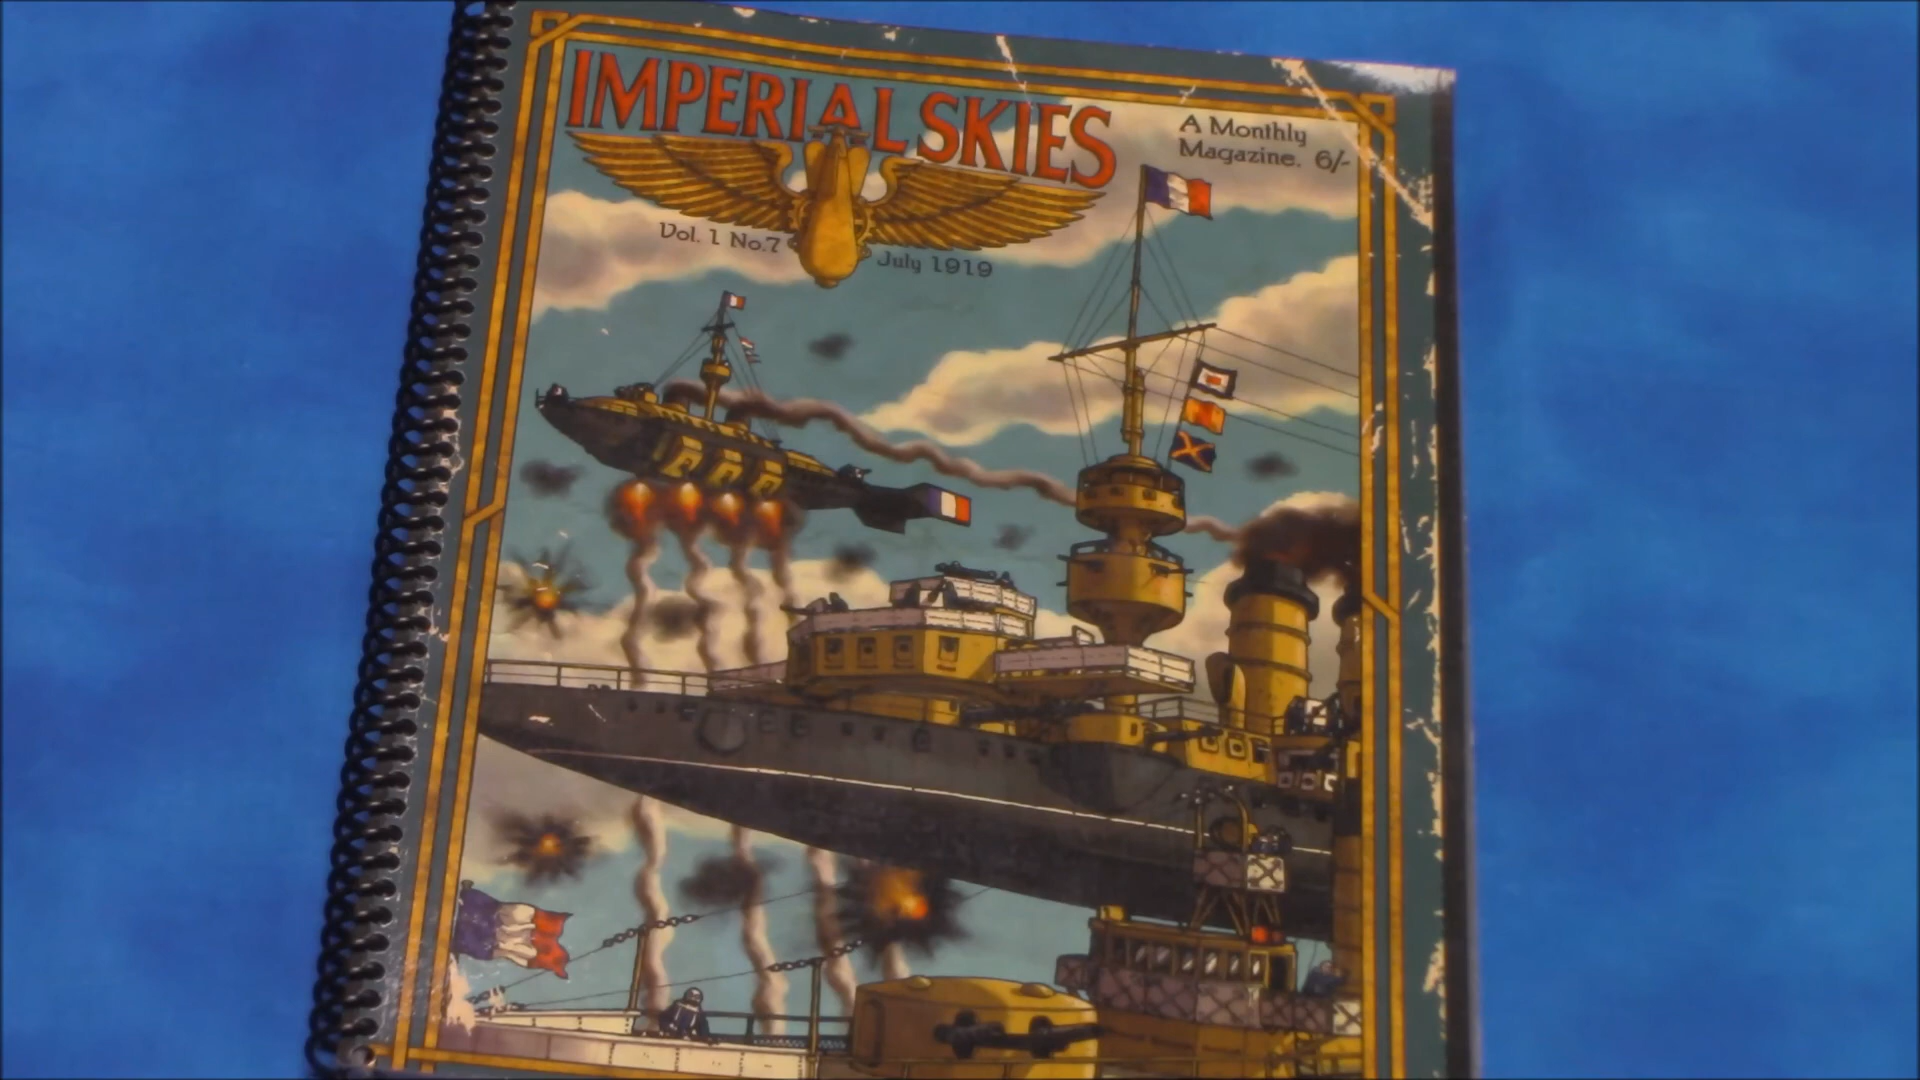 IMPERIAL SKIES
A Monthly
Magazine. 6/-
Vol. 1 No.7
July 1919